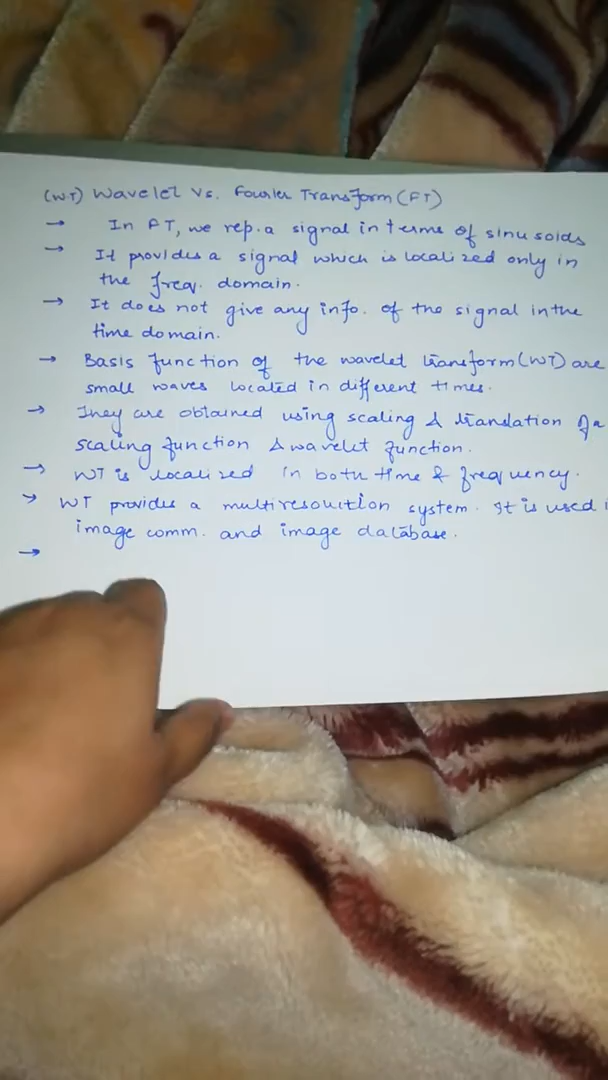 (WT) Wavelet Vs. Fourier Transform (FT)
→ In FT, we rep. a signal in terms of sinusoids
→ It provides a signal which is localized only in
the freq. domain.
→ It does not give any info. of the signal in the
time domain.
→ Basis function of the wavelet transform (WT) are
small waves located in different times.
→ They are obtained using scaling & translation of a
scaling function & wavelet function.
→ WT is localized in both time & frequency.
→ WT provides a multiresoultion system. It is used i
image comm. and image database.
→